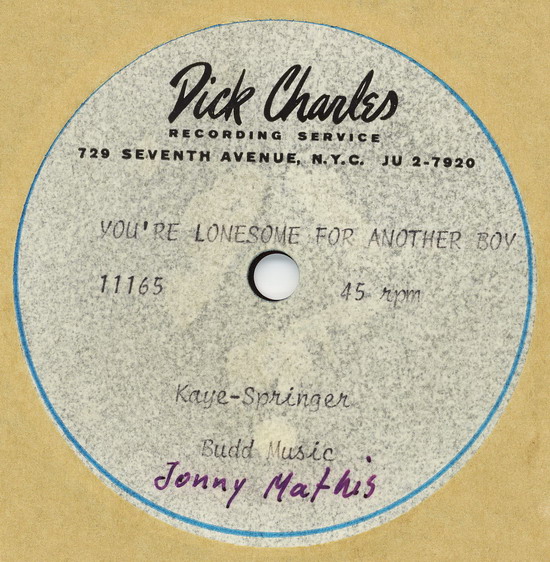 Dick Charles
RECORDING SERVICE
729 SEVENTH AVENUE, N.Y.C. JU 2-7920
YOU'RE LONESOME FOR ANOTHER BOY
11165 45 rpm
Kaye-Springer
Budd Music
Jonny Mathis